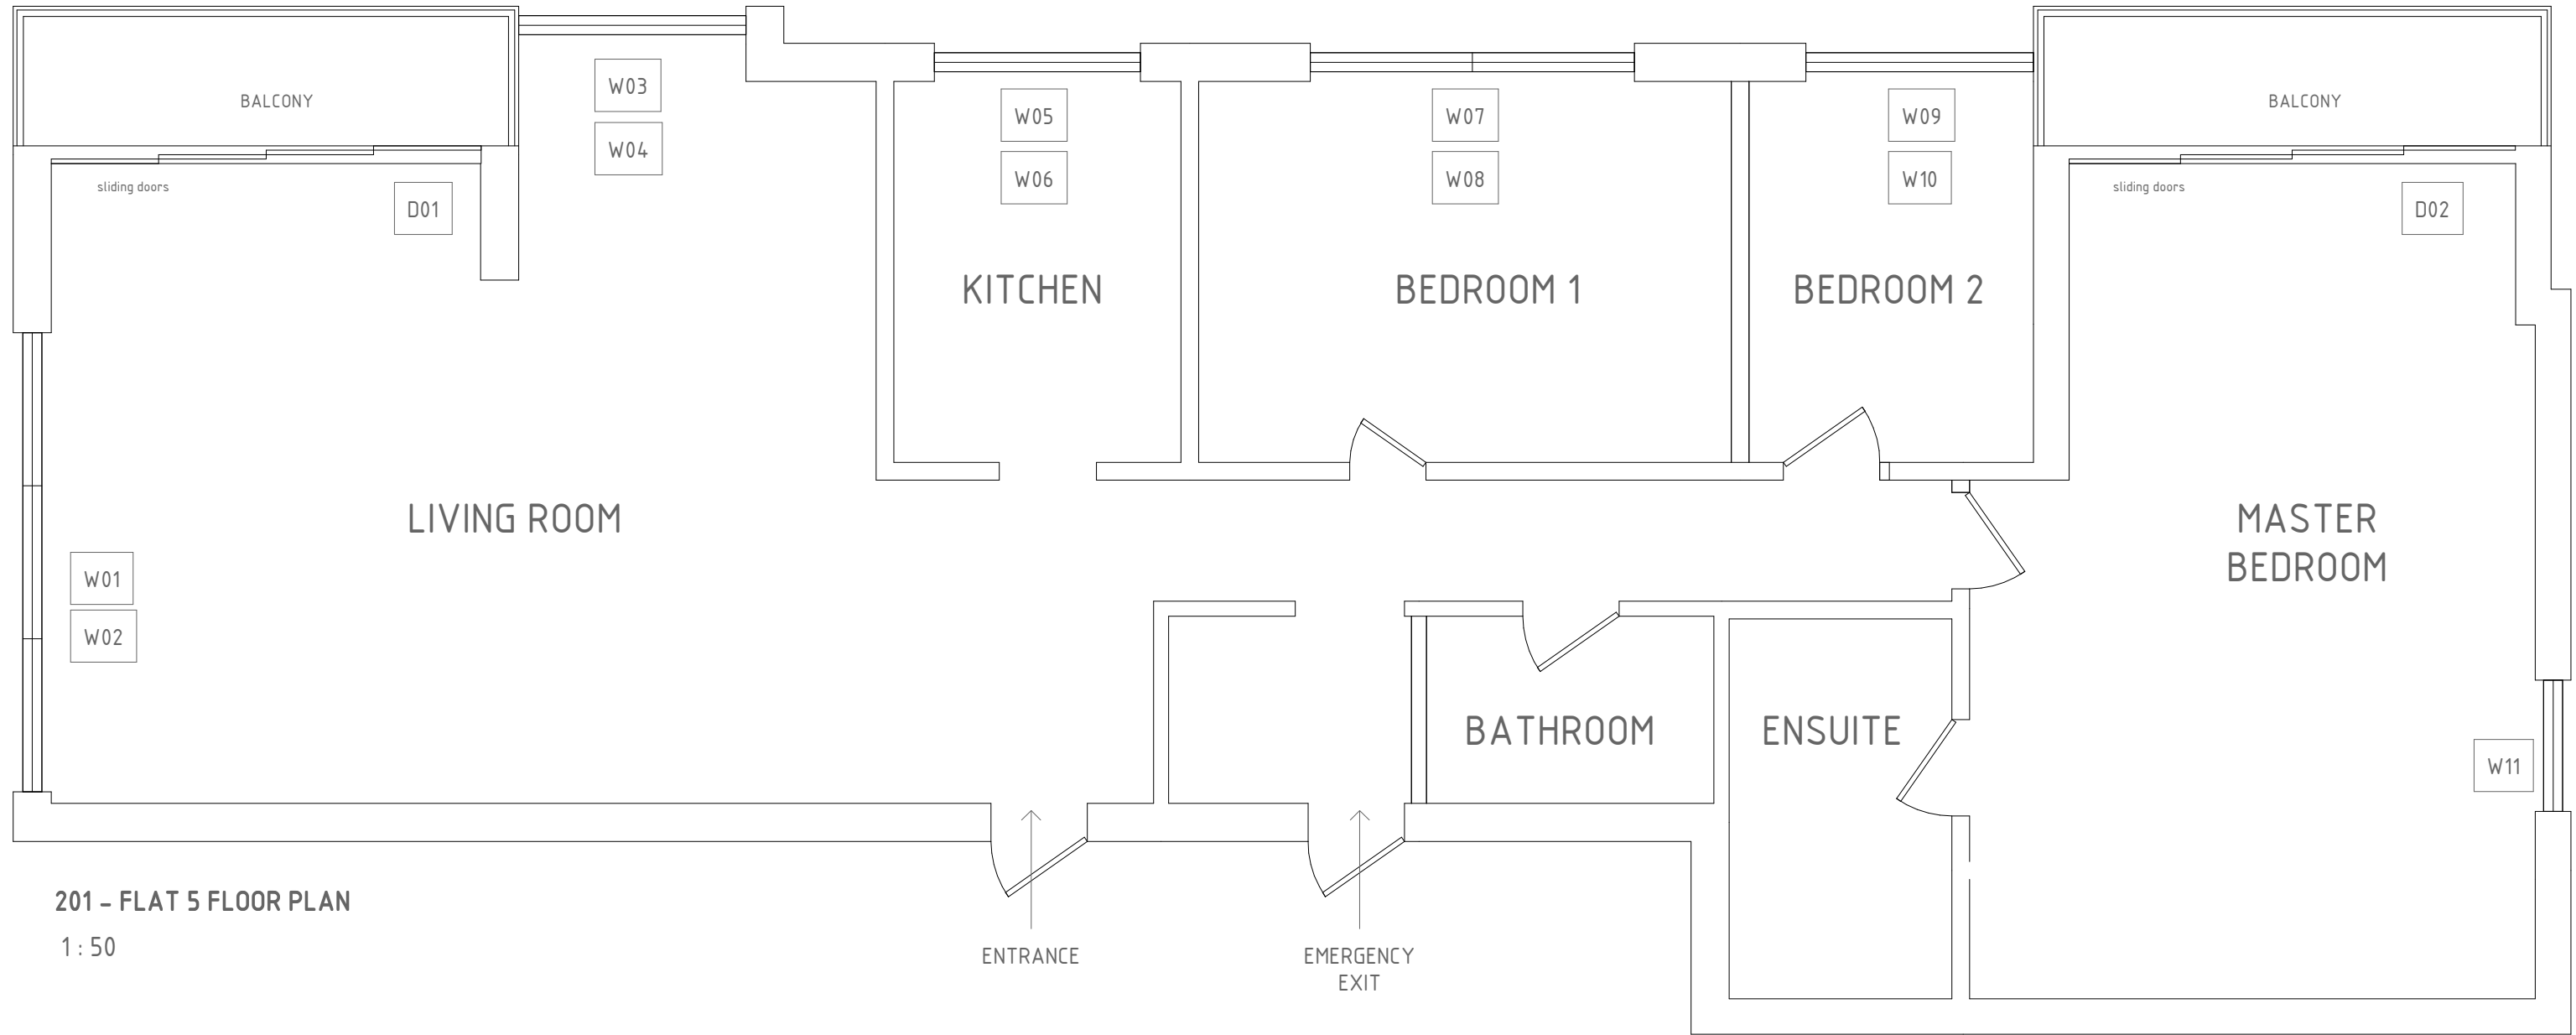 BALCONY
W03
W04
W05
W06
W07
W08
W09
W10
BALCONY
sliding doors
D01
sliding doors
D02
KITCHEN
BEDROOM 1
BEDROOM 2
LIVING ROOM
MASTER
BEDROOM
W01
W02
BATHROOM
ENSUITE
W11
201 - FLAT 5 FLOOR PLAN
1 : 50
ENTRANCE
EMERGENCY
EXIT